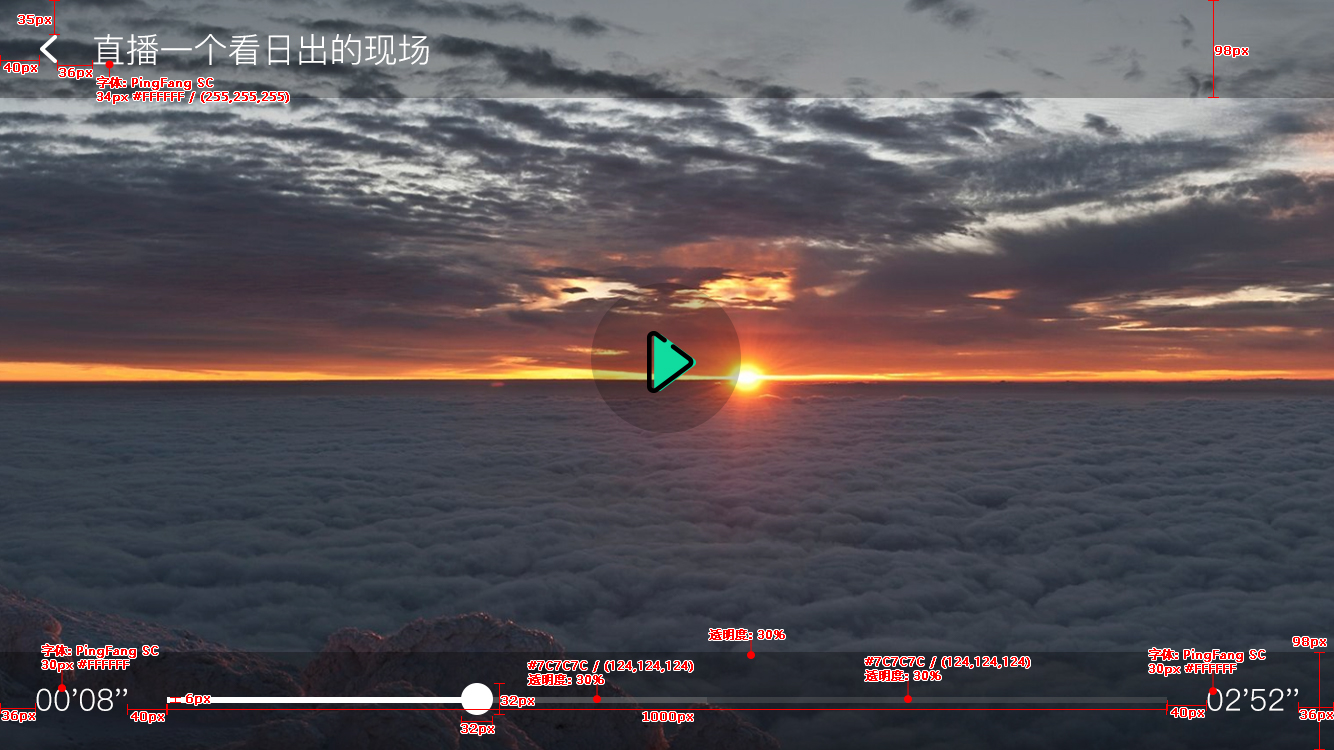 35px
直播一个看日出的现场
98px
40px
36px
字体: PingFang SC
34px #FFFFFF / (255,255,255)
透明度: 30%
98px
字体: PingFang SC
30px #FFFFFF
#7C7C7C / (124,124,124)
透明度: 30%
#7C7C7C / (124,124,124)
透明度: 30%
字体: PingFang SC
30px #FFFFFF
00'08”
6px
32px
02'52”
36px
40px
32px
1000px
40px
36px